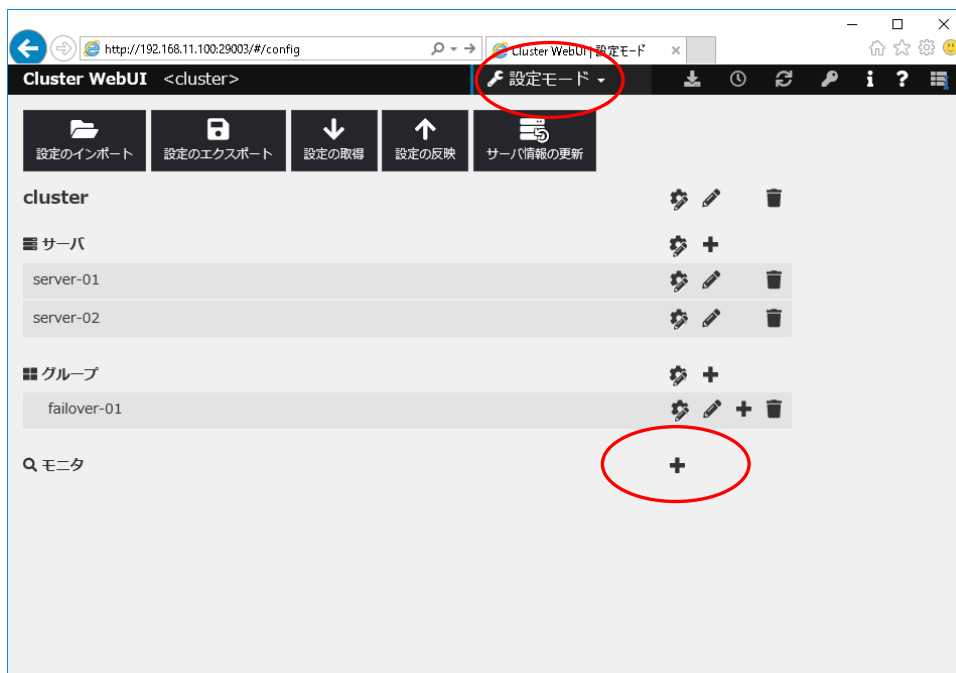 http://192.168.11.100:29003/#/config
Cluster WebUI | 設定モード
Cluster WebUI <cluster>
設定モード
設定のインポート
設定のエクスポート
設定の取得
設定の反映
サーバ情報の更新
cluster
サーバ
server-01
server-02
グループ
failover-01
モニタ